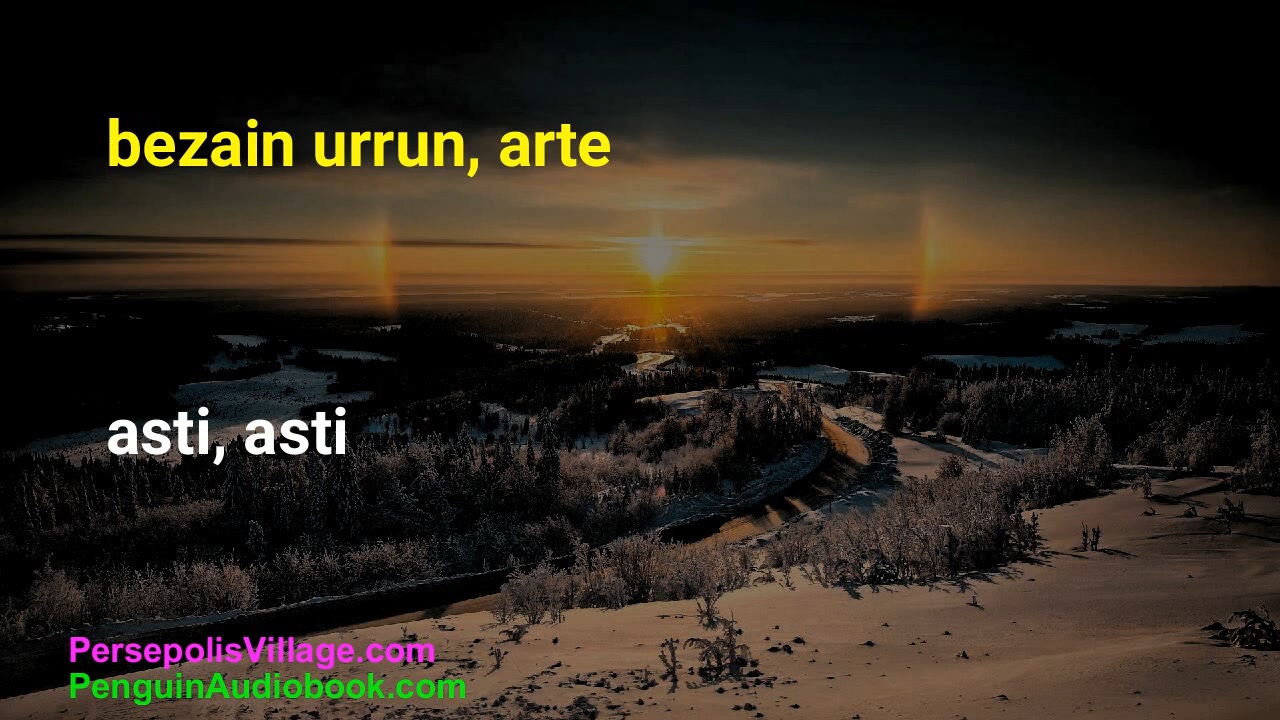 bezain urrun, arte
asti, asti
PersepolisVillage.com
PenguinAudiobook.com